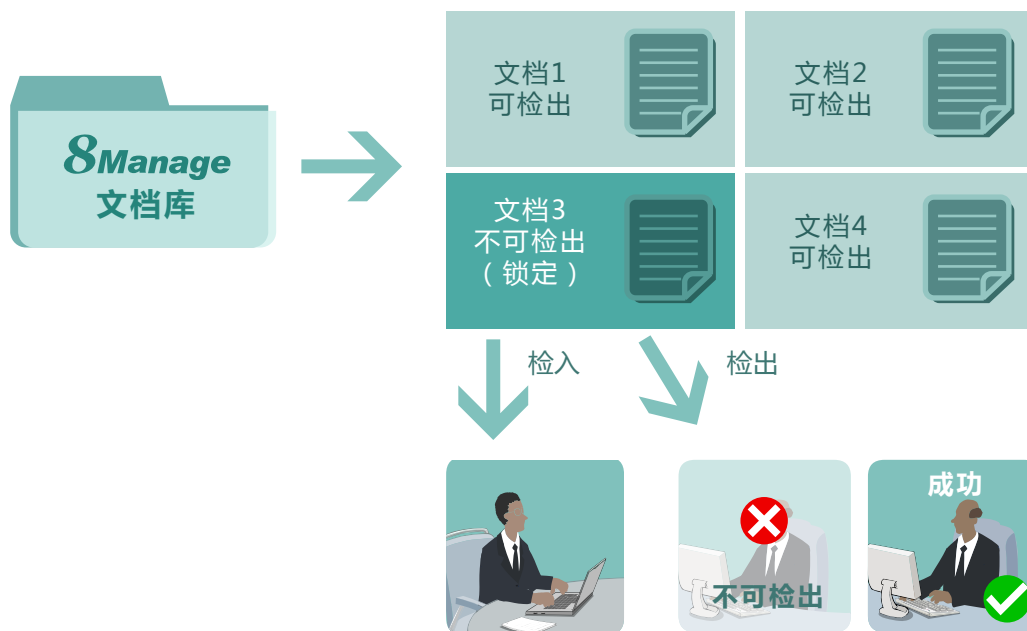 8Manage
文档库
文档1
可检出
文档2
可检出
文档3
不可检出
（锁定）
文档4
可检出
检入
检出
不可检出
成功